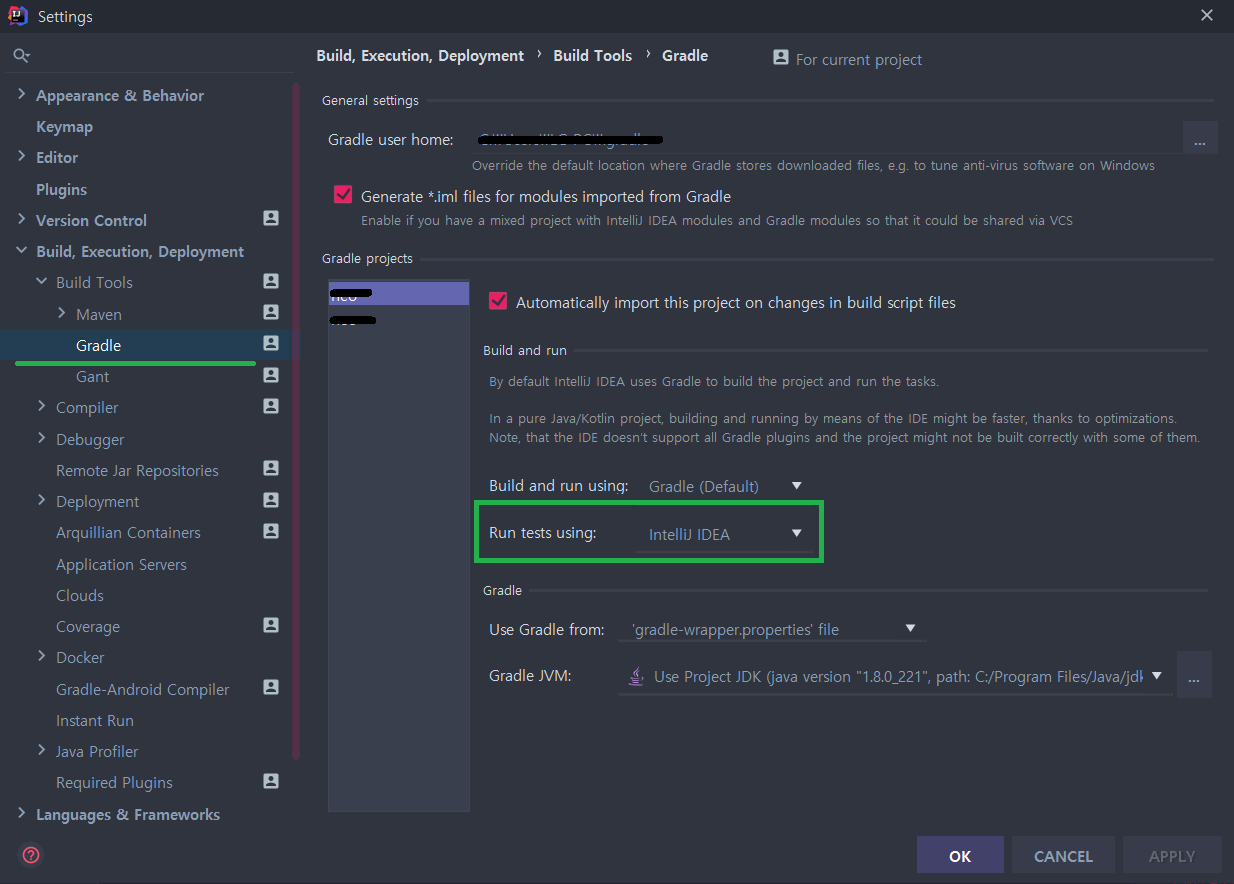 Settings
Build, Execution, Deployment › Build Tools › Gradle For current project
Appearance & Behavior
Keymap
Editor
Plugins
Version Control
Build, Execution, Deployment
Build Tools
Maven
Gradle
Gant
Compiler
Debugger
Remote Jar Repositories
Deployment
Arquillian Containers
Application Servers
Clouds
Coverage
Docker
Gradle-Android Compiler
Instant Run
Java Profiler
Required Plugins
Languages & Frameworks
General settings
Gradle user home:
...
Override the default location where Gradle stores downloaded files, e.g. to tune anti-virus software on Windows
Generate *.iml files for modules imported from Gradle
Enable if you have a mixed project with IntelliJ IDEA modules and Gradle modules so that it could be shared via VCS
Gradle projects
Automatically import this project on changes in build script files
Build and run
By default IntelliJ IDEA uses Gradle to build the project and run the tasks.
In a pure Java/Kotlin project, building and running by means of the IDE might be faster, thanks to optimizations.
Note, that the IDE doesn't support all Gradle plugins and the project might not be built correctly with some of them.
Build and run using: Gradle (Default)
Run tests using: IntelliJ IDEA
Gradle
Use Gradle from: 'gradle-wrapper.properties' file
Gradle JVM: Use Project JDK (java version "1.8.0_221", path: C:/Program Files/Java/jdk ...
?
OK CANCEL APPLY